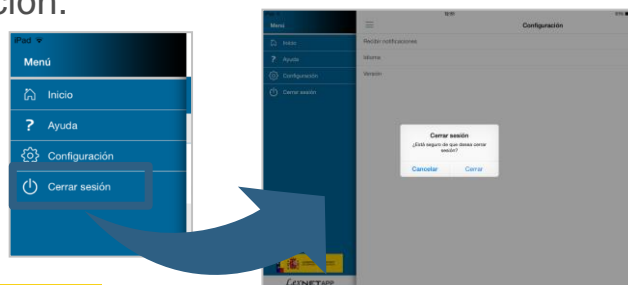 ción.
iPad
Menú
Inicio
? Ayuda
Configuración
Cerrar sesión
Menú
Inicio
? Ayuda
Configuración
Cerrar sesión
Configuración
Recibir notificaciones
Idioma
Versión
Cerrar sesión
¿Está seguro de que desea cerrar
sesión?
Cancelar Cerrar